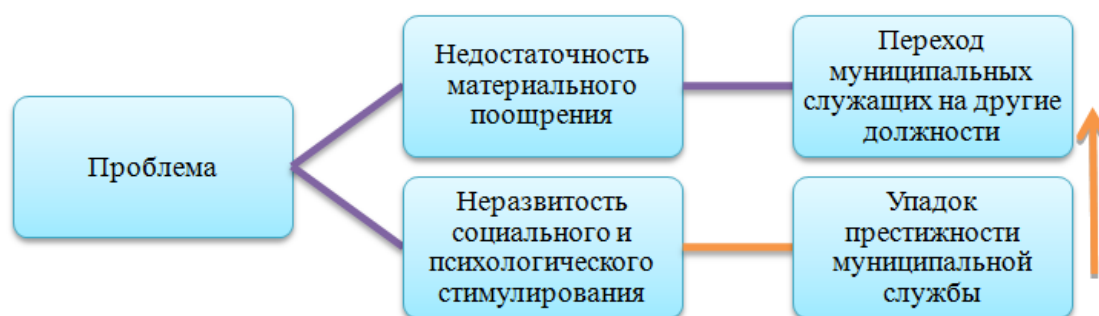 Проблема
Недостаточность
материального
поощрения
Переход
муниципальных
служащих на другие
должности
Неразвитость
социального и
психологического
стимулирования
Упадок
престижности
муниципальной
службы